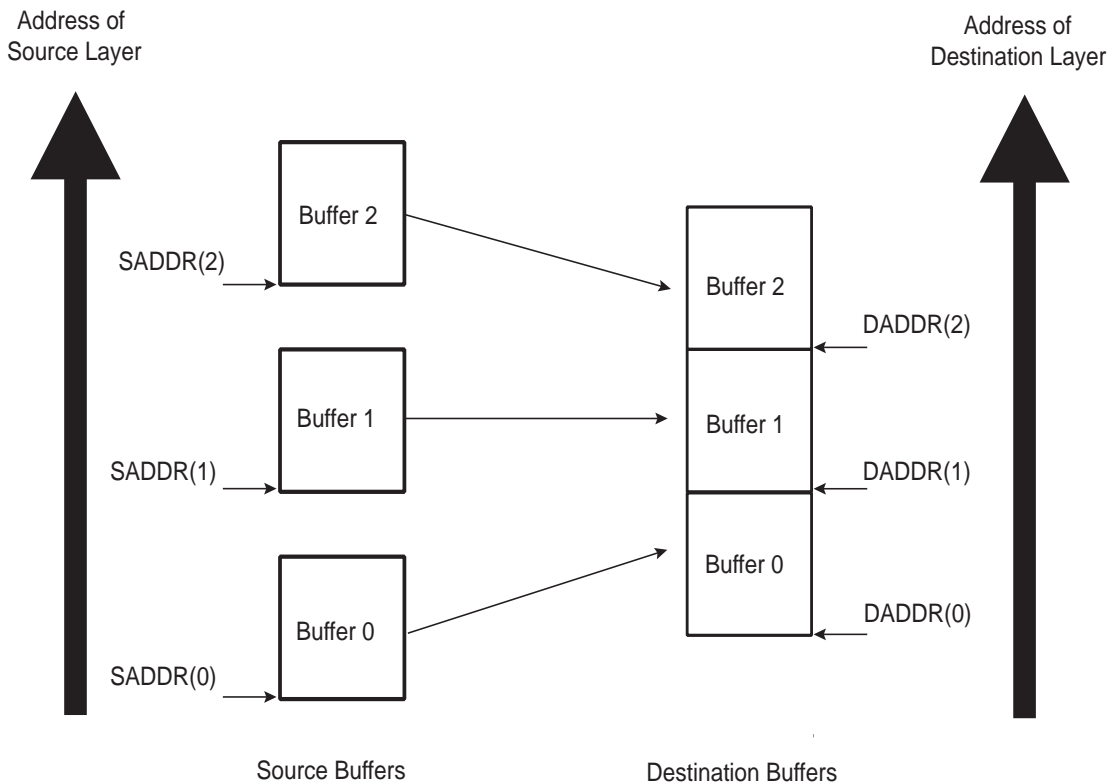 Address of
Source Layer
Address of
Destination Layer
Buffer 2
SADDR(2)
Buffer 2
DADDR(2)
Buffer 1
Buffer 1
SADDR(1)
DADDR(1)
Buffer 0
Buffer 0
DADDR(0)
SADDR(0)
Source Buffers
Destination Buffers